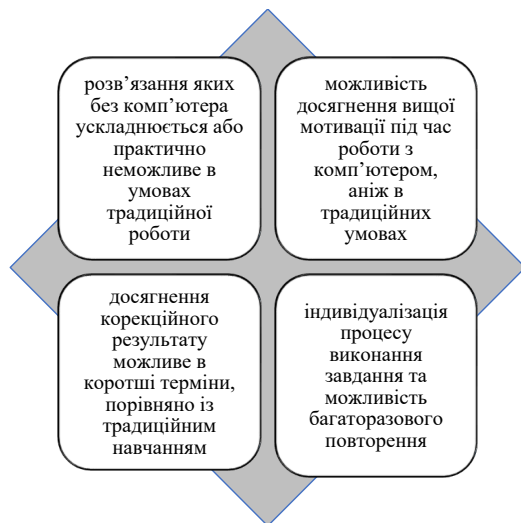 розв’язання яких
без комп’ютера
ускладнюється або
практично
неможливе в
умовах
традиційної
роботи
можливість
досягнення вищої
мотивації під час
роботи з
комп’ютером,
аніж в
традиційних
умовах
досягнення
корекційного
результату
можливе в
коротші терміни,
порівняно із
традиційним
навчанням
індивідуалізація
процесу
виконання
завдання та
можливість
багаторазового
повторення